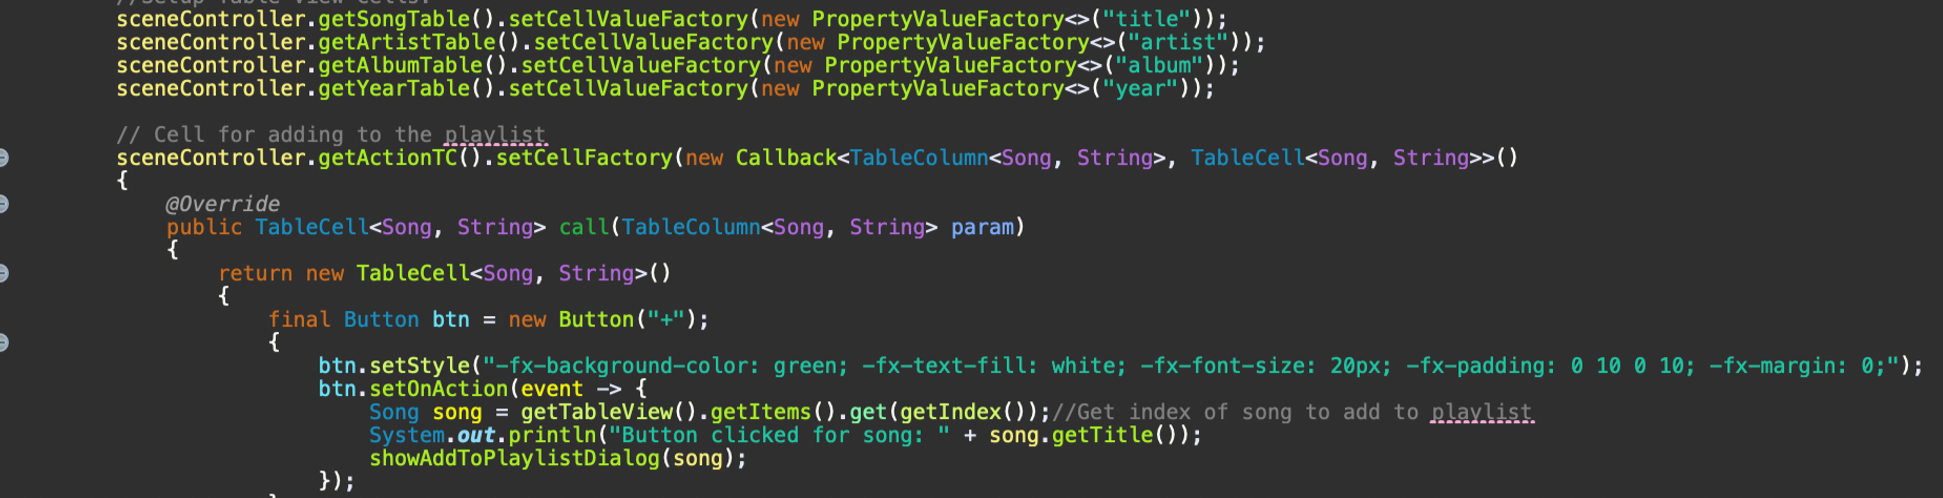 //Setup Table View Cells.
sceneController.getSongTable().setCellValueFactory(new PropertyValueFactory<>("title"));
sceneController.getArtistTable().setCellValueFactory(new PropertyValueFactory<>("artist"));
sceneController.getAlbumTable().setCellValueFactory(new PropertyValueFactory<>("album"));
sceneController.getYearTable().setCellValueFactory(new PropertyValueFactory<>("year"));
// Cell for adding to the playlist
sceneController.getActionTC().setCellFactory(new Callback<TableColumn<Song, String>, TableCell<Song, String>>()
{
@Override
public TableCell<Song, String> call(TableColumn<Song, String> param)
{
return new TableCell<Song, String>()
{
final Button btn = new Button("+");
{
btn.setStyle("-fx-background-color: green; -fx-text-fill: white; -fx-font-size: 20px; -fx-padding: 0 10 0 10; -fx-margin: 0;");
btn.setOnAction(event -> {
Song song = getTableView().getItems().get(getIndex());//Get index of song to add to playlist
System.out.println("Button clicked for song: " + song.getTitle());
showAddToPlaylistDialog(song);
});